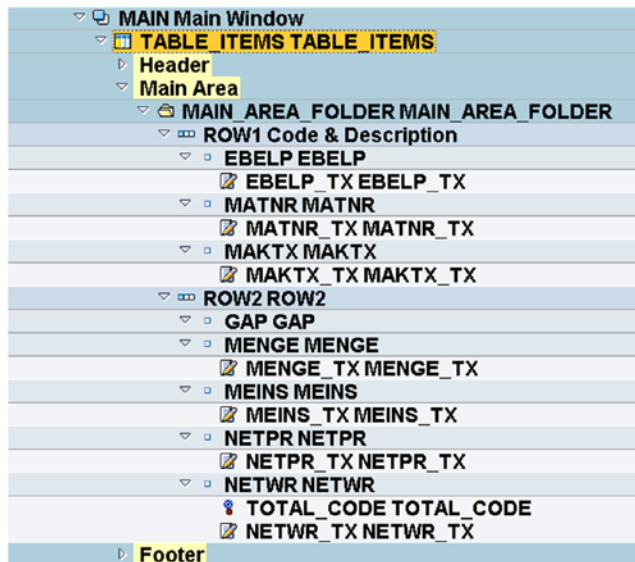 MAIN Main Window
TABLE_ITEMS TABLE_ITEMS
Header
Main Area
MAIN_AREA_FOLDER MAIN_AREA_FOLDER
ROW1 Code & Description
EBELP EBELP
EBELP_TX EBELP_TX
MATNR MATNR
MATNR_TX MATNR_TX
MAKTX MAKTX
MAKTX_TX MAKTX_TX
ROW2 ROW2
GAP GAP
MENGE MENGE
MENGE_TX MENGE_TX
MEINS MEINS
MEINS_TX MEINS_TX
NETPR NETPR
NETPR_TX NETPR_TX
NETWR NETWR
TOTAL_CODE TOTAL_CODE
NETWR_TX NETWR_TX
Footer